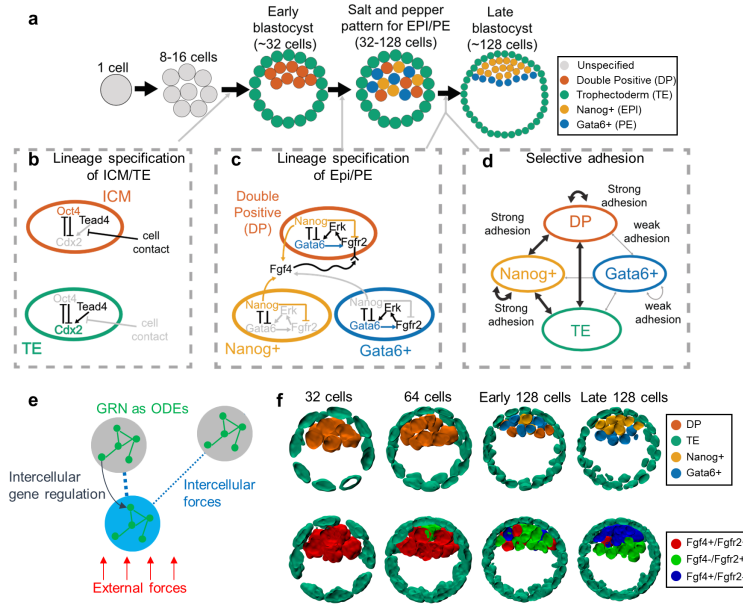 a
1 cell
8-16 cells
Early
blastocyst
(~32 cells)
Salt and pepper
pattern for EPI/PE
(32-128 cells)
Late
blastocyst
(~128 cells)
Unspecified
Double Positive (DP)
Trophectoderm (TE)
Nanog+ (EPI)
Gata6+ (PE)
b
Lineage specification
of ICM/TE
ICM
Oct4
Tead4
Cdx2
cell
contact
Oct4
Tead4
Cdx2
cell
contact
TE
c
Lineage specification
of Epi/PE
Double
Positive
(DP)
Nanog
Erk
Gata6
Fgfr2
Fgf4
Nanog
Erk
Gata6
Fgfr2
Nanog+
Nanog
Erk
Gata6
Fgfr2
Gata6+
d
Selective adhesion
Strong
adhesion
DP
Strong
adhesion
weak
adhesion
Nanog+
Gata6+
Strong
adhesion
weak
adhesion
TE
e
GRN as ODEs
Intercellular
gene regulation
Intercellular
forces
External forces
f
32 cells
64 cells
Early 128 cells
Late 128 cells
DP
TE
Nanog+
Gata6+
Fgf4+/Fgfr2+
Fgf4-/Fgfr2+
Fgf4+/Fgfr2-